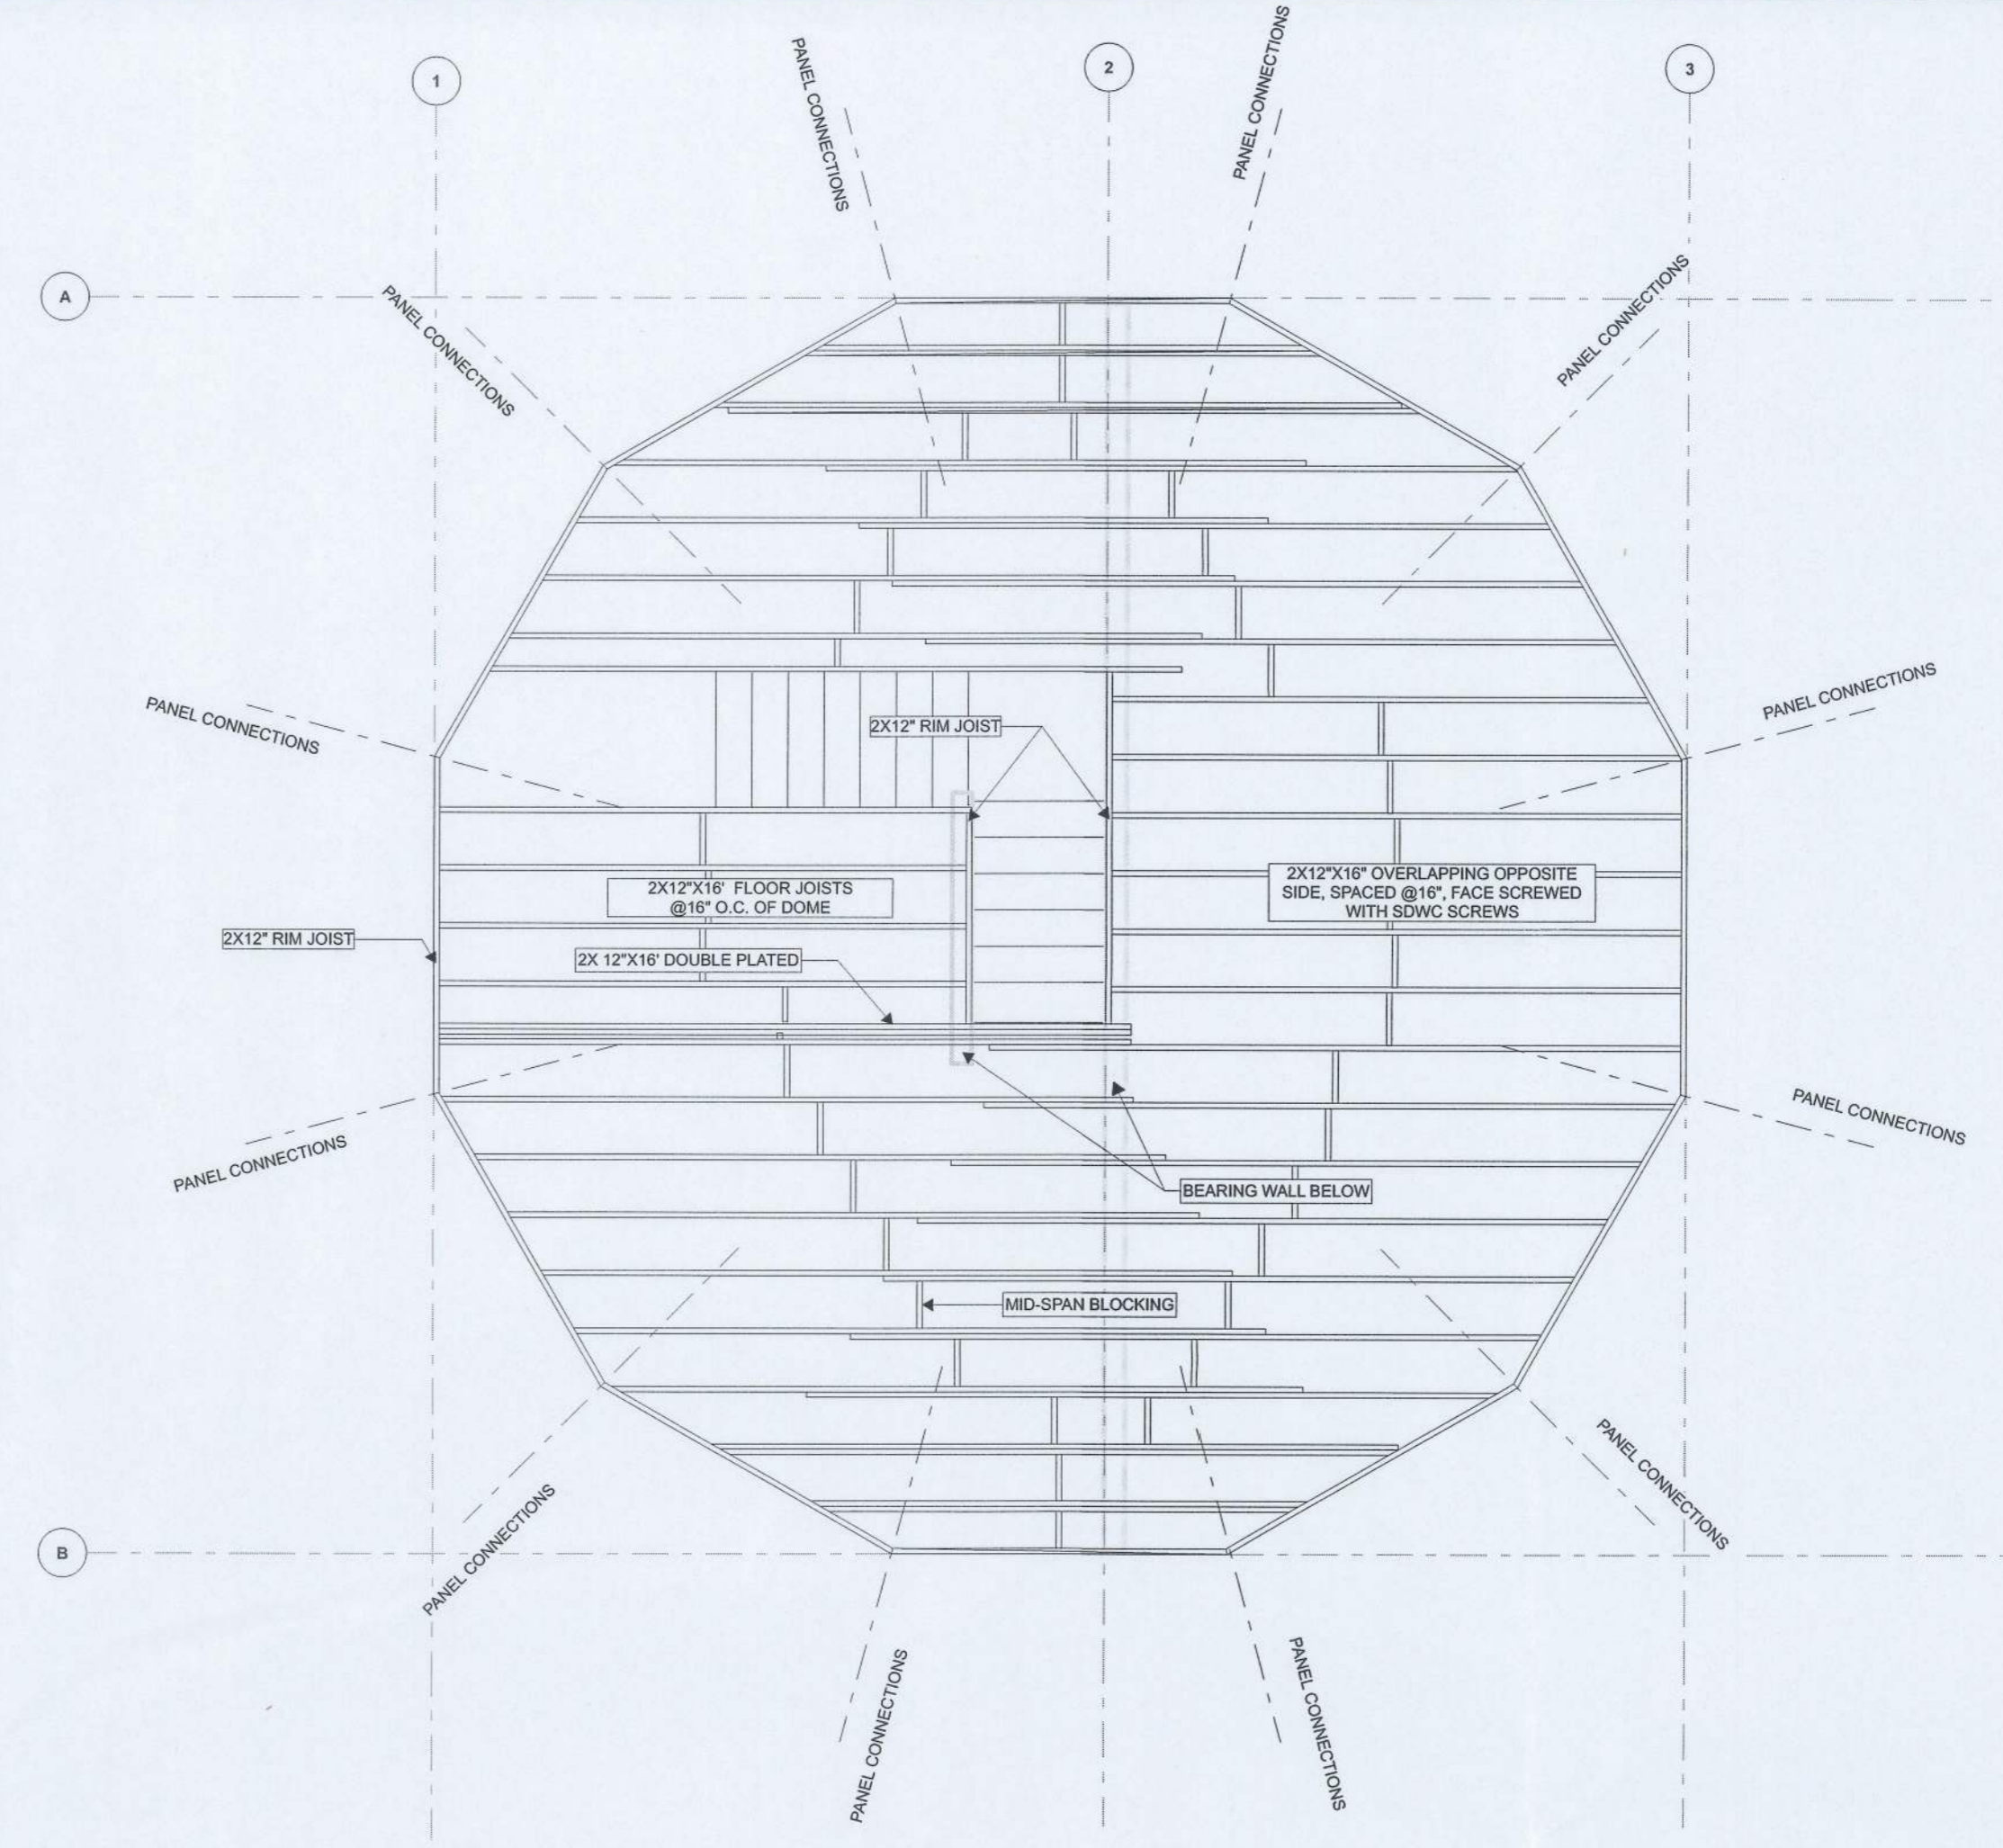 1
2
3
PANEL CONNECTIONS
PANEL CONNECTIONS
A
PANEL CONNECTIONS
PANEL CONNECTIONS
PANEL CONNECTIONS
PANEL CONNECTIONS
2X12" RIM JOIST
2X12"X16'  FLOOR JOISTS
@16" O.C. OF DOME
2X12"X16" OVERLAPPING OPPOSITE
SIDE, SPACED @16", FACE SCREWED
WITH SDWC SCREWS
2X12" RIM JOIST
2X 12"X16' DOUBLE PLATED
PANEL CONNECTIONS
PANEL CONNECTIONS
BEARING WALL BELOW
MID-SPAN BLOCKING
PANEL CONNECTIONS
PANEL CONNECTIONS
B
PANEL CONNECTIONS
PANEL CONNECTIONS